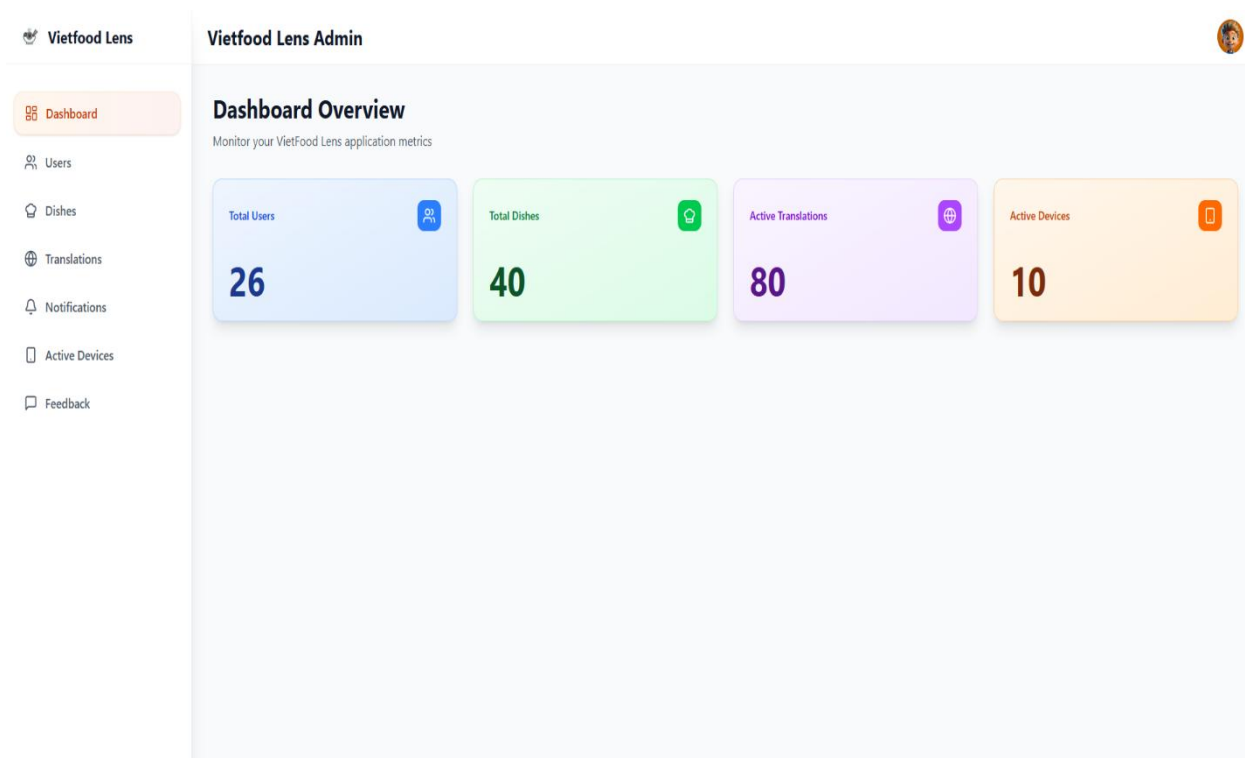 Vietfood Lens
Vietfood Lens Admin
Dashboard
Users
Dishes
Translations
Notifications
Active Devices
Feedback
Dashboard Overview
Monitor your VietFood Lens application metrics
Total Users
26
Total Dishes
40
Active Translations
80
Active Devices
10